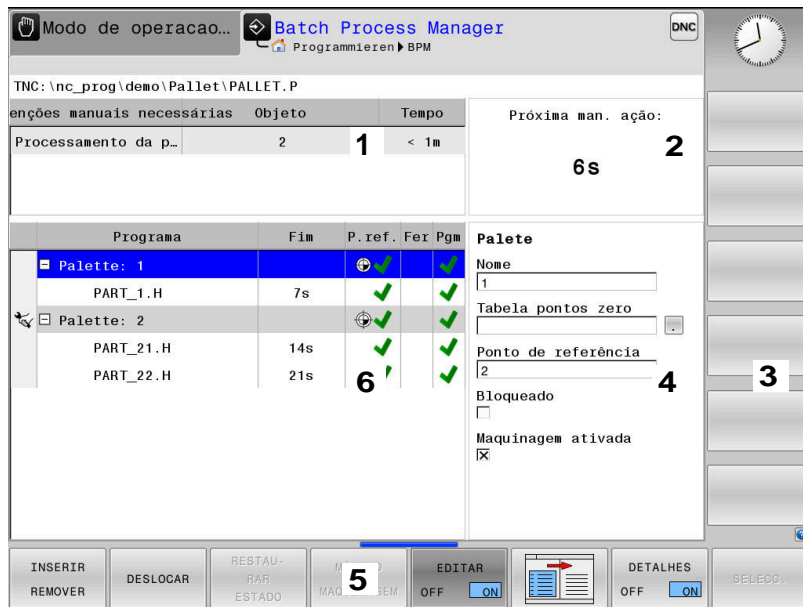 Modo de operacao...
Batch Process Manager
Programmieren BPM
DNC
TNC:\nc_prog\demo\Pallet\PALLET.P
enções manuais necessárias Objeto Tempo
Processamento da p… 2 < 1m
1
Próxima man. ação:
2
6s
Programa Fim P.ref. Fer Pgm
Palette: 1
PART_1.H 7s
Palette: 2
PART_21.H 14s
PART_22.H 21s
6
Palete
Nome
1
Tabela pontos zero
.
Ponto de referência
2
4
Bloqueado
Maquinagem ativada
3
INSERIR
REMOVER
DESLOCAR
RESTAU-
RAR
ESTADO
5
EDITAR
OFF ON
DETALHES
OFF ON
SELECC.